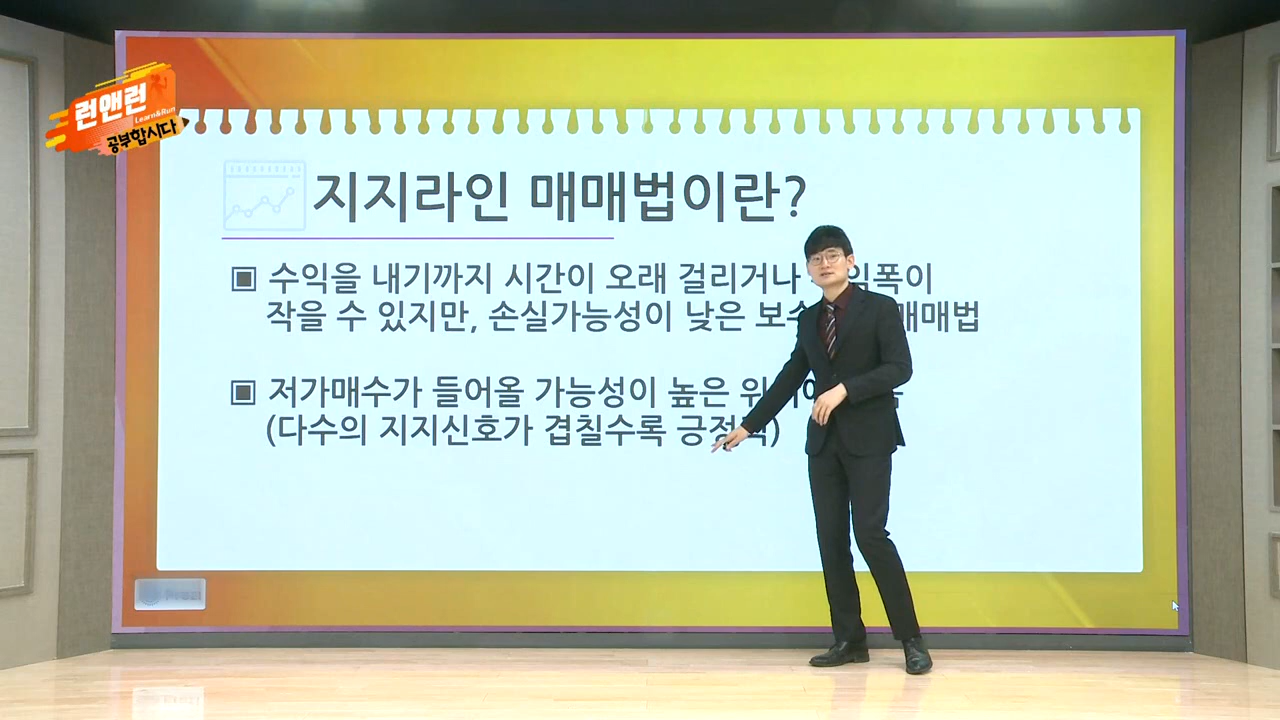 런앤런
Learn&Run
공부합시다
지지라인 매매법이란?
▣ 수익을 내기까지 시간이 오래 걸리거나
작을 수 있지만, 손실가능성이 낮은 매매법
▣ 저가매수가 들어올 가능성이 높은
(다수의 지지신호가 겹칠수록
Prezi